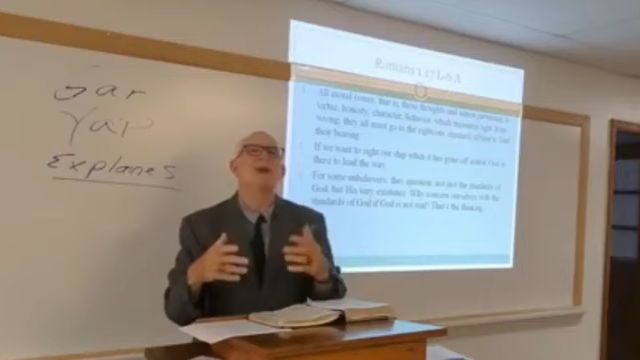 Gar
Yap
Explanes
Romans 1:17 L-6 A
All moral issues, that is, those thoughts and actions pertaining to
virtue, honesty, character, behavior which measures right from
wrong; they all must go to the righteous standard of God to find
their bearing.
If we want to right our ship when it has gone off course God is
there to lead the way.
For some unbelievers, they question, not just the standards of
God, but His very existence. Why concern ourselves with the
standards of God if God is not real? That's the thinking.